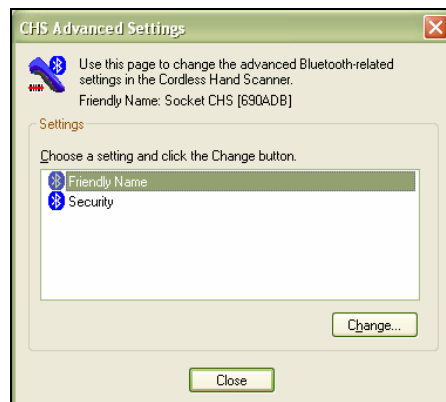 CHS Advanced Settings
Use this page to change the advanced Bluetooth-related
settings in the Cordless Hand Scanner.
Friendly Name: Socket CHS [690ADB]
Settings
Choose a setting and click the Change button.
Friendly Name
Security
Change...
Close